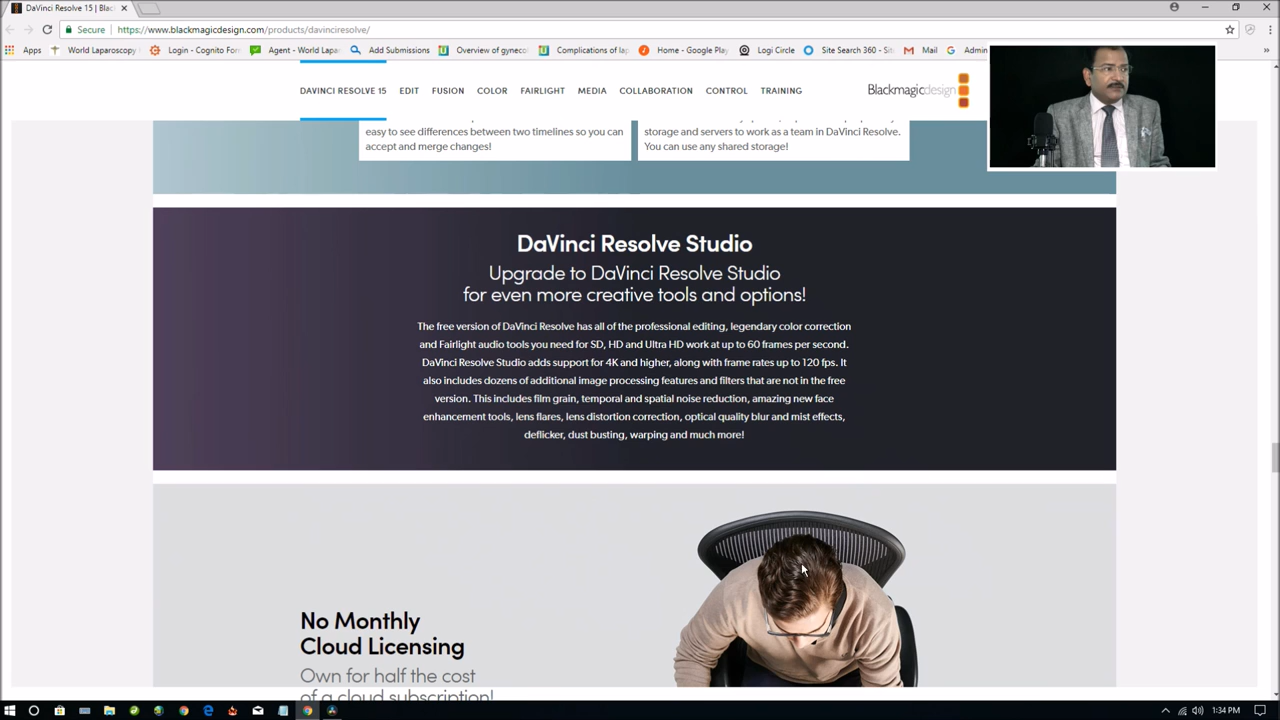 DaVinci Resolve 15 | Blac
Secure
https://www.blackmagicdesign.com/products/davinciresolve/
Apps
World Laparoscopy
Login - Cognito For
Agent - World Lapar
Add Submissions
Overview of gyneco
Complications of lap
Home - Google Play
Logi Circle
Site Search 360 - Sit
Mail
Admin
DAVINCI RESOLVE 15
EDIT
FUSION
COLOR
FAIRLIGHT
MEDIA
COLLABORATION
CONTROL
TRAINING
Blackmagicdesign
easy to see differences between two timelines so you can
accept and merge changes!
storage and servers to work as a team in DaVinci Resolve.
You can use any shared storage!
DaVinci Resolve Studio
Upgrade to DaVinci Resolve Studio
for even more creative tools and options!
The free version of DaVinci Resolve has all of the professional editing, legendary color correction
and Fairlight audio tools you need for SD, HD and Ultra HD work at up to 60 frames per second.
DaVinci Resolve Studio adds support for 4K and higher, along with frame rates up to 120 fps. It
also includes dozens of additional image processing features and filters that are not in the free
version. This includes film grain, temporal and spatial noise reduction, amazing new face
enhancement tools, lens flares, lens distortion correction, optical quality blur and mist effects,
deflicker, dust busting, warping and much more!
No Monthly
Cloud Licensing
Own for half the cost
of a cloud subscription!
1:34 PM